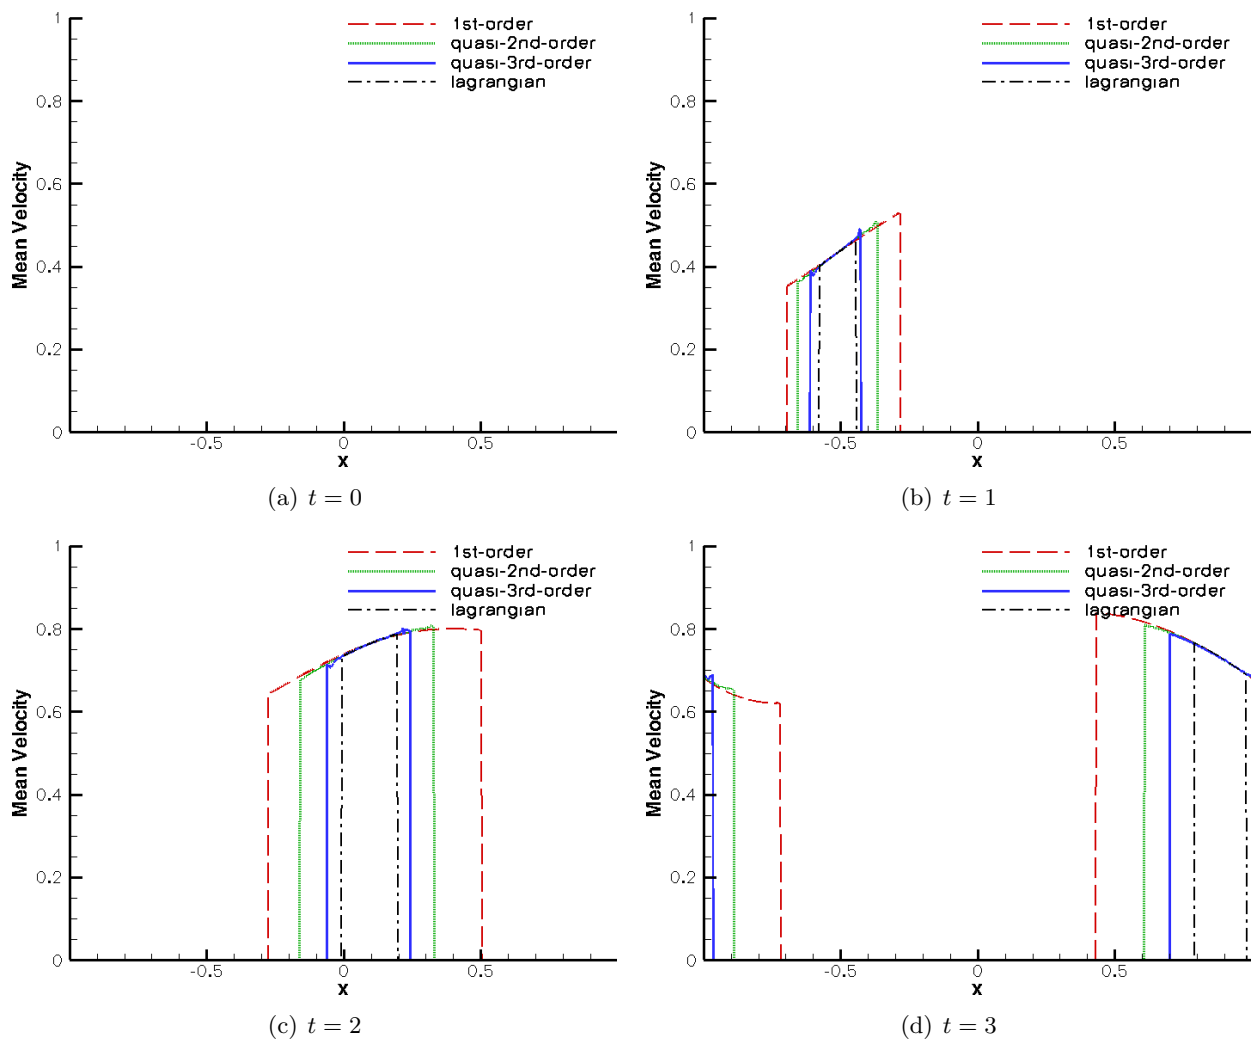 1st-order
quasi-2nd-order
quasi-3rd-order
lagrangian
1
0.8
0.6
0.4
0.2
0
Mean Velocity
-0.5
0
0.5
x
(a) t = 0
1st-order
quasi-2nd-order
quasi-3rd-order
lagrangian
1
0.8
0.6
0.4
0.2
0
Mean Velocity
-0.5
0
0.5
x
(b) t = 1
1st-order
quasi-2nd-order
quasi-3rd-order
lagrangian
1
0.8
0.6
0.4
0.2
0
Mean Velocity
-0.5
0
0.5
x
(c) t = 2
1st-order
quasi-2nd-order
quasi-3rd-order
lagrangian
1
0.8
0.6
0.4
0.2
0
Mean Velocity
-0.5
0
0.5
x
(d) t = 3